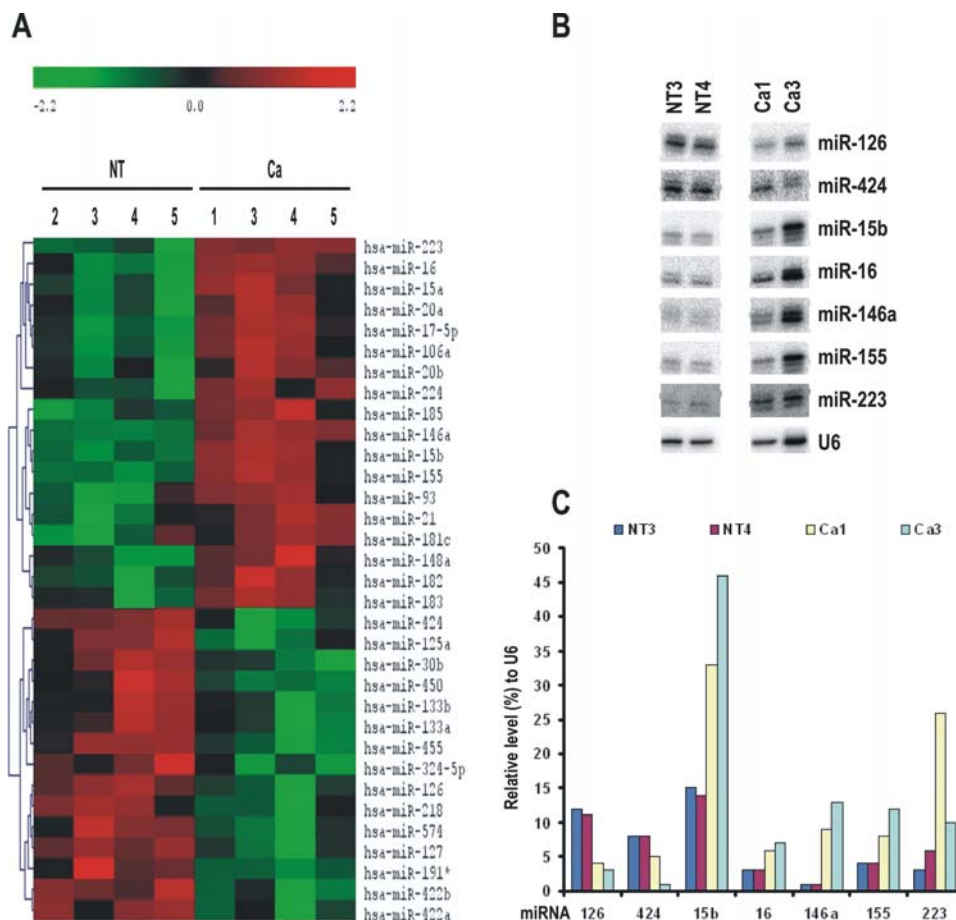 A
-2.2 0.0 2.2
NT Ca
2 3 4 5 1 3 4 5
hsa-miR-223
hsa-miR-16
hsa-miR-15a
hsa-miR-20a
hsa-miR-17-5p
hsa-miR-106a
hsa-miR-20b
hsa-miR-224
hsa-miR-185
hsa-miR-146a
hsa-miR-15b
hsa-miR-155
hsa-miR-93
hsa-miR-21
hsa-miR-181c
hsa-miR-148a
hsa-miR-182
hsa-miR-183
hsa-miR-424
hsa-miR-125a
hsa-miR-30b
hsa-miR-450
hsa-miR-133b
hsa-miR-133a
hsa-miR-455
hsa-miR-324-5p
hsa-miR-126
hsa-miR-218
hsa-miR-574
hsa-miR-127
hsa-miR-191*
hsa-miR-422b
hsa-miR-422a
B
NT3 NT4 Ca1 Ca3
miR-126
miR-424
miR-15b
miR-16
miR-146a
miR-155
miR-223
U6
C
NT3 NT4 Ca1 Ca3
Relative level (%) to U6
50
45
40
35
30
25
20
15
10
5
0
miRNA 126 424 15b 16 146a 155 223